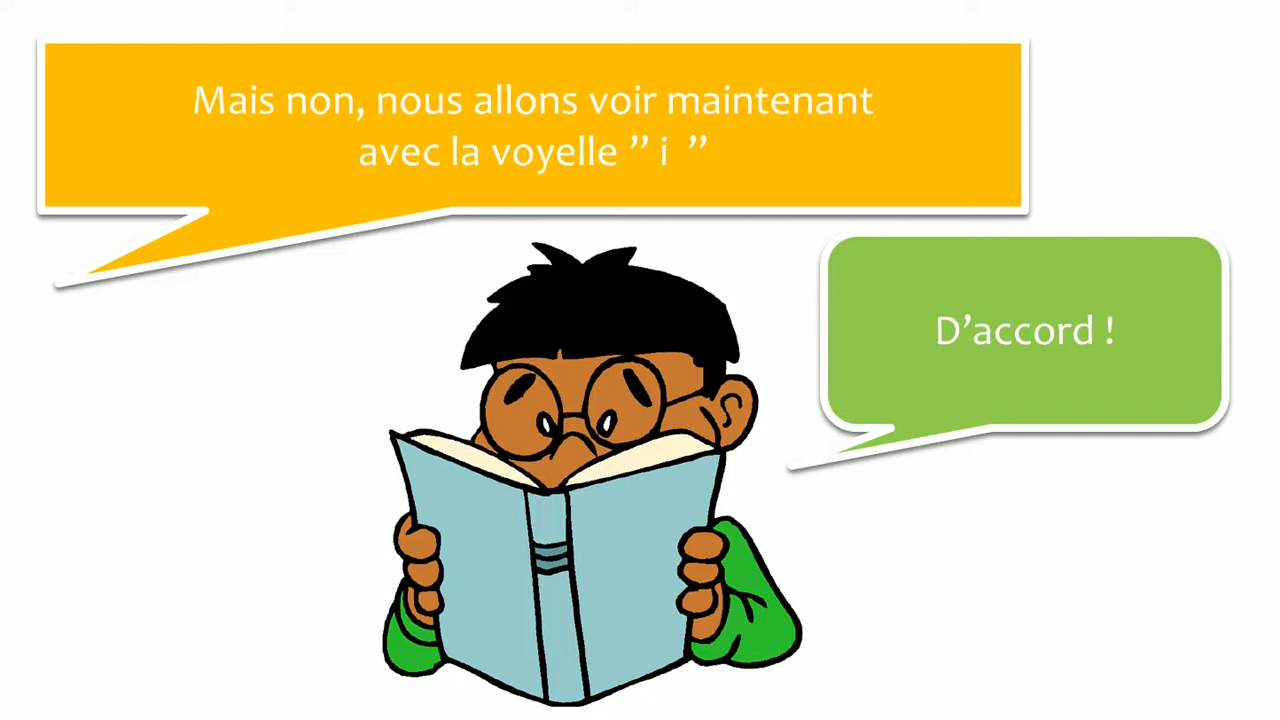 Mais non, nous allons voir maintenant
avec la voyelle ” i ”
D’accord !